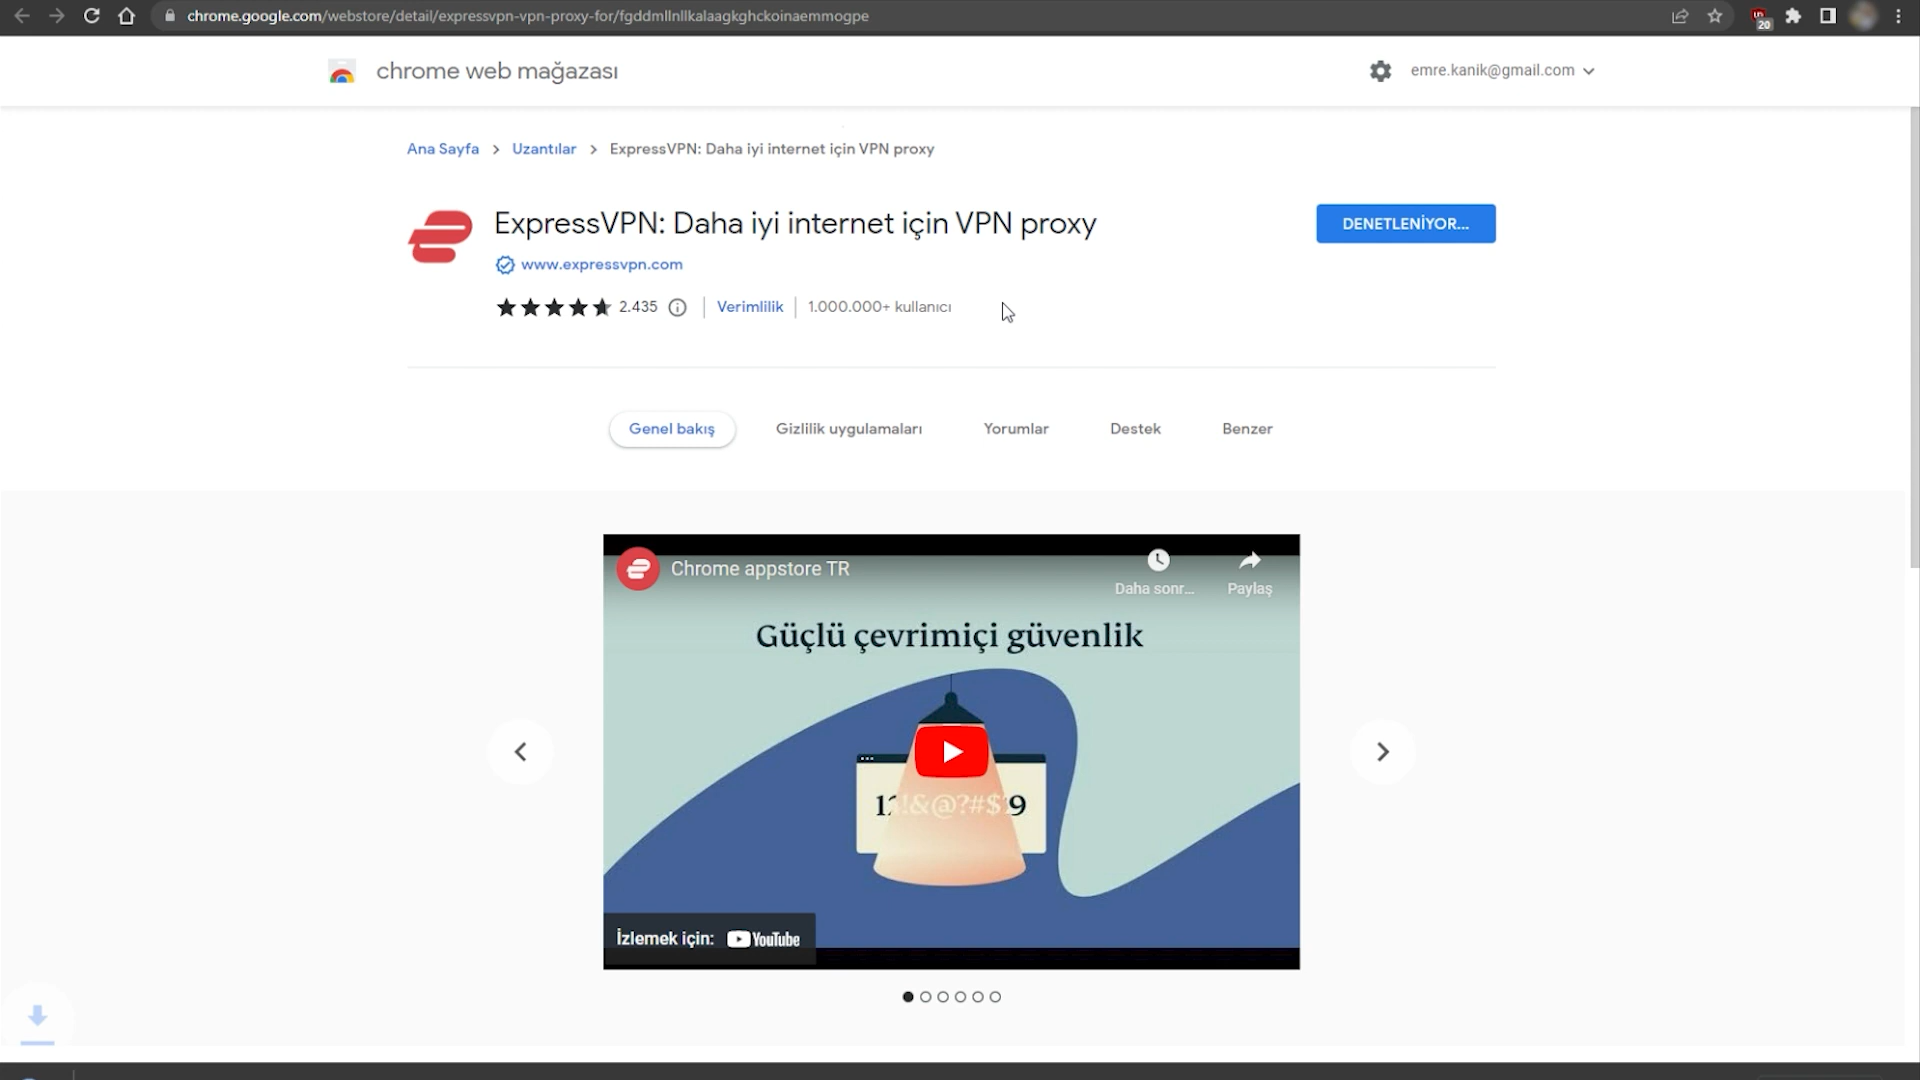 chrome.google.com/webstore/detail/expressvpn-vpn-proxy-for/fgddmllnllkalaagkghckoinaemmogpe
20
chrome web mağazası
emre.kanik@gmail.com
Ana Sayfa > Uzantılar > ExpressVPN: Daha iyi internet için VPN proxy
ExpressVPN: Daha iyi internet için VPN proxy
DENETLENİYOR...
www.expressvpn.com
2.435
Verimlilik
1.000.000+ kullanıcı
Genel bakış
Gizlilik uygulamaları
Yorumlar
Destek
Benzer
Chrome appstore TR
Daha sonr...
Paylaş
Güçlü çevrimiçi güvenlik
12!&@?#$19
İzlemek için: YouTube